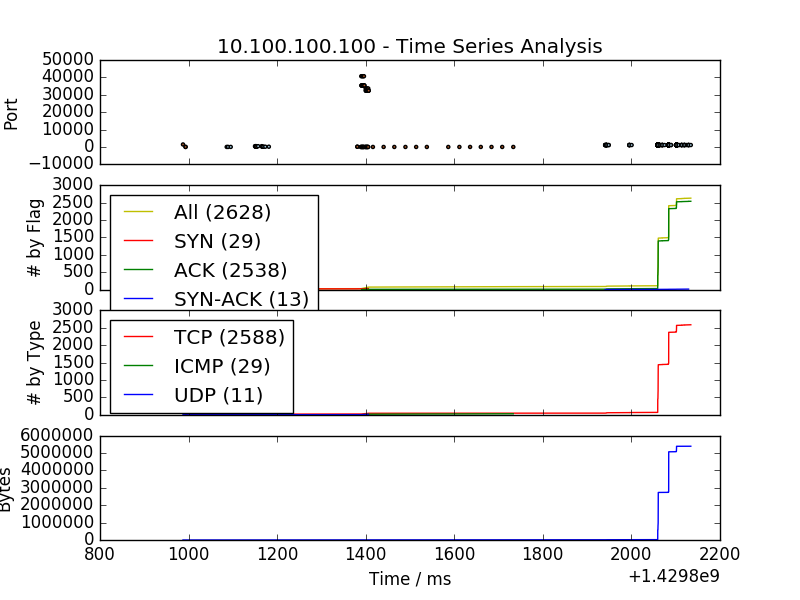 10.100.100.100 - Time Series Analysis
Port
50000
40000
30000
20000
10000
0
−10000
# by Flag
3000
2500
2000
1500
1000
500
0
All (2628)
SYN (29)
ACK (2538)
SYN-ACK (13)
# by Type
3000
2500
2000
1500
1000
500
0
TCP (2588)
ICMP (29)
UDP (11)
Bytes
6000000
5000000
4000000
3000000
2000000
1000000
0
800 1000 1200 1400 1600 1800 2000 2200
Time / ms
+1.4298e9